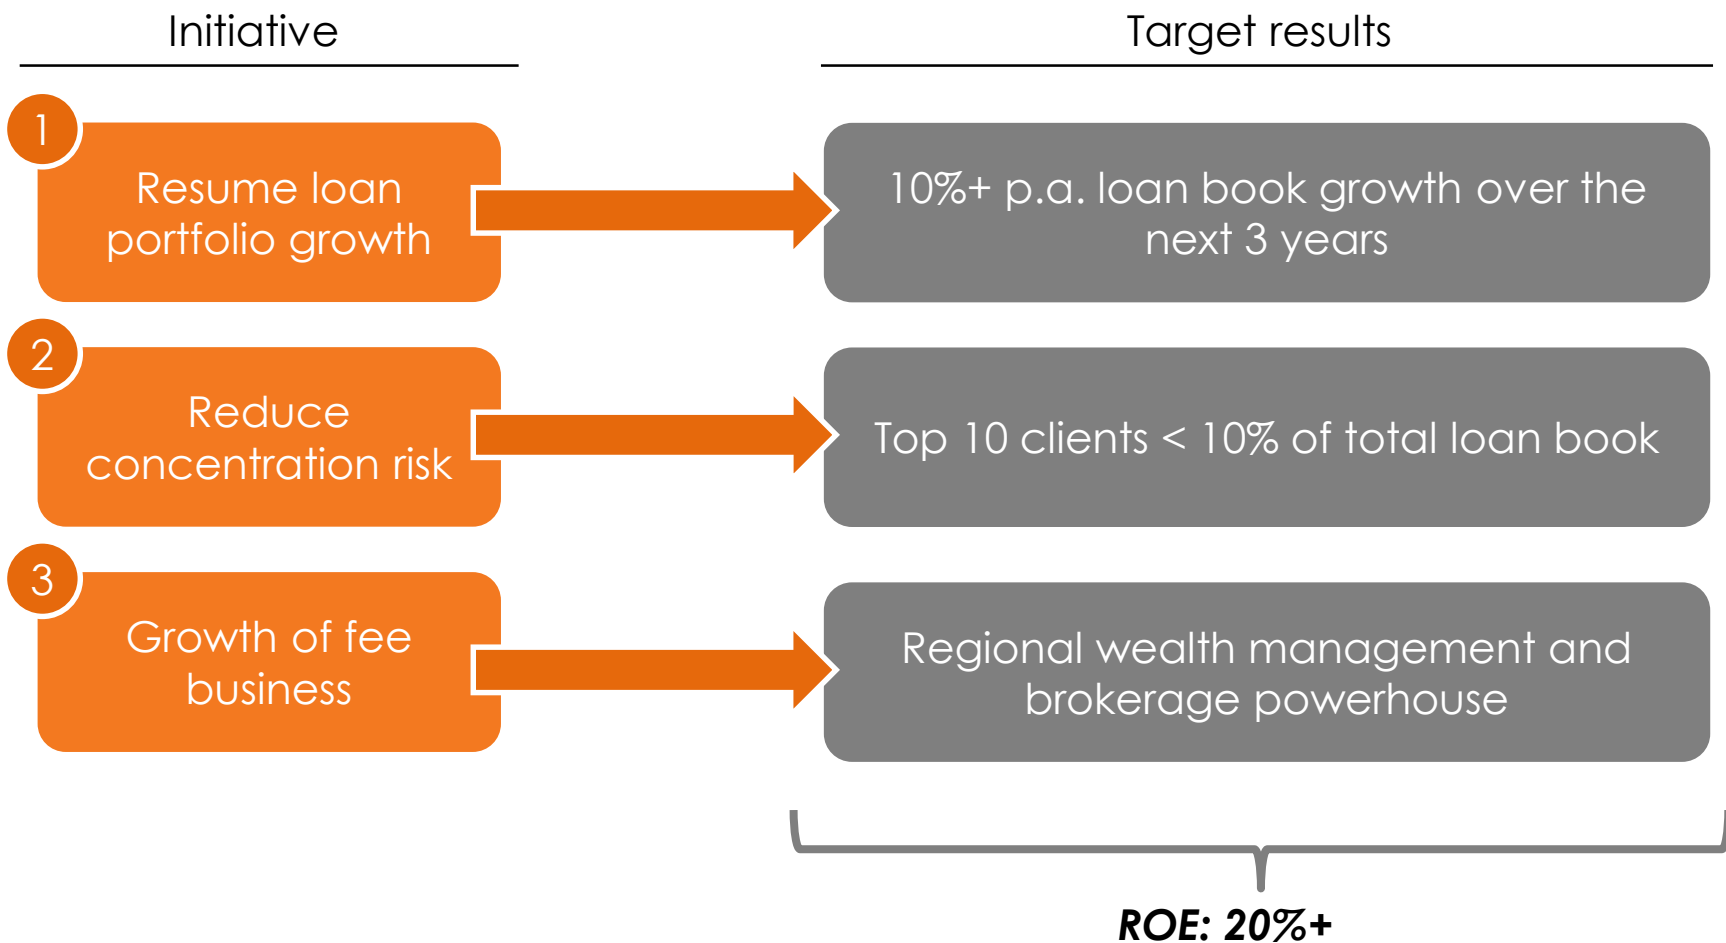 Initiative
Target results
1
Resume loan
portfolio growth
10%+ p.a. loan book growth over the
next 3 years
2
Reduce
concentration risk
Top 10 clients < 10% of total loan book
3
Growth of fee
business
Regional wealth management and
brokerage powerhouse
ROE: 20%+